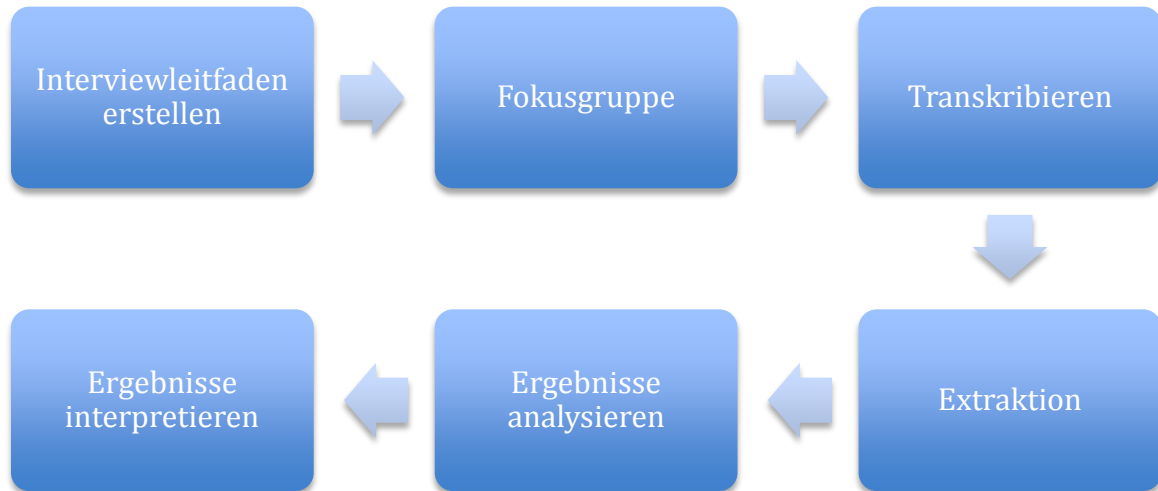 Interviewleitfaden
erstellen
Fokusgruppe
Transkribieren
Extraktion
Ergebnisse
analysieren
Ergebnisse
interpretieren